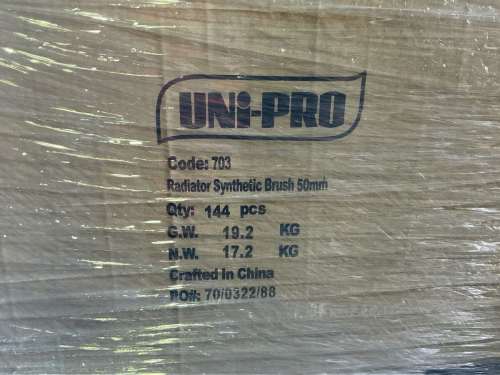 UNi-PRO
Code: 703
Radiator Synthetic Brush 50mm
Qty: 144 pcs
G.W. 19.2 KG
N.W. 17.2 KG
Crafted In China
PO#: 70/0322/88